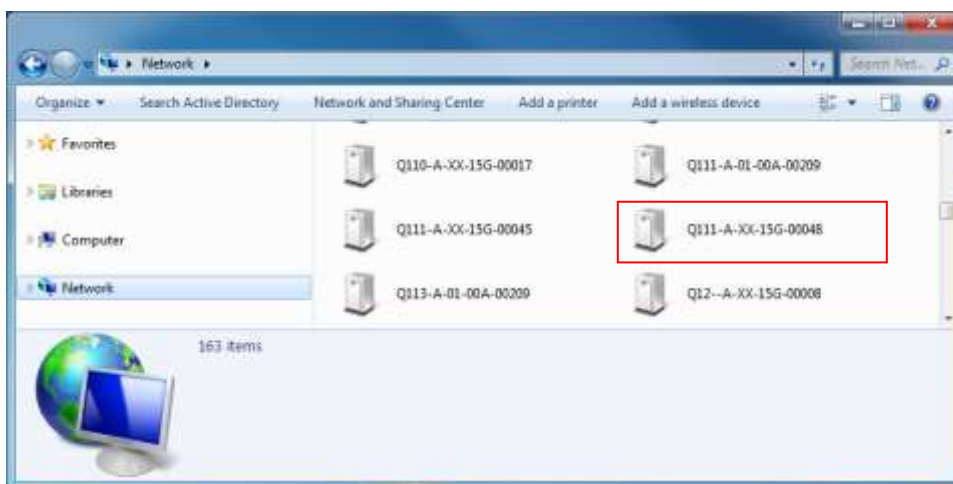 Network
Search Net...
Organize
Search Active Directory
Network and Sharing Center
Add a printer
Add a wireless device
Favorites
Libraries
Computer
Network
Q110-A-XX-15G-00017
Q111-A-01-00A-00209
Q111-A-XX-15G-00045
Q111-A-XX-15G-00048
Q113-A-01-00A-00209
Q12--A-XX-15G-00008
163 items